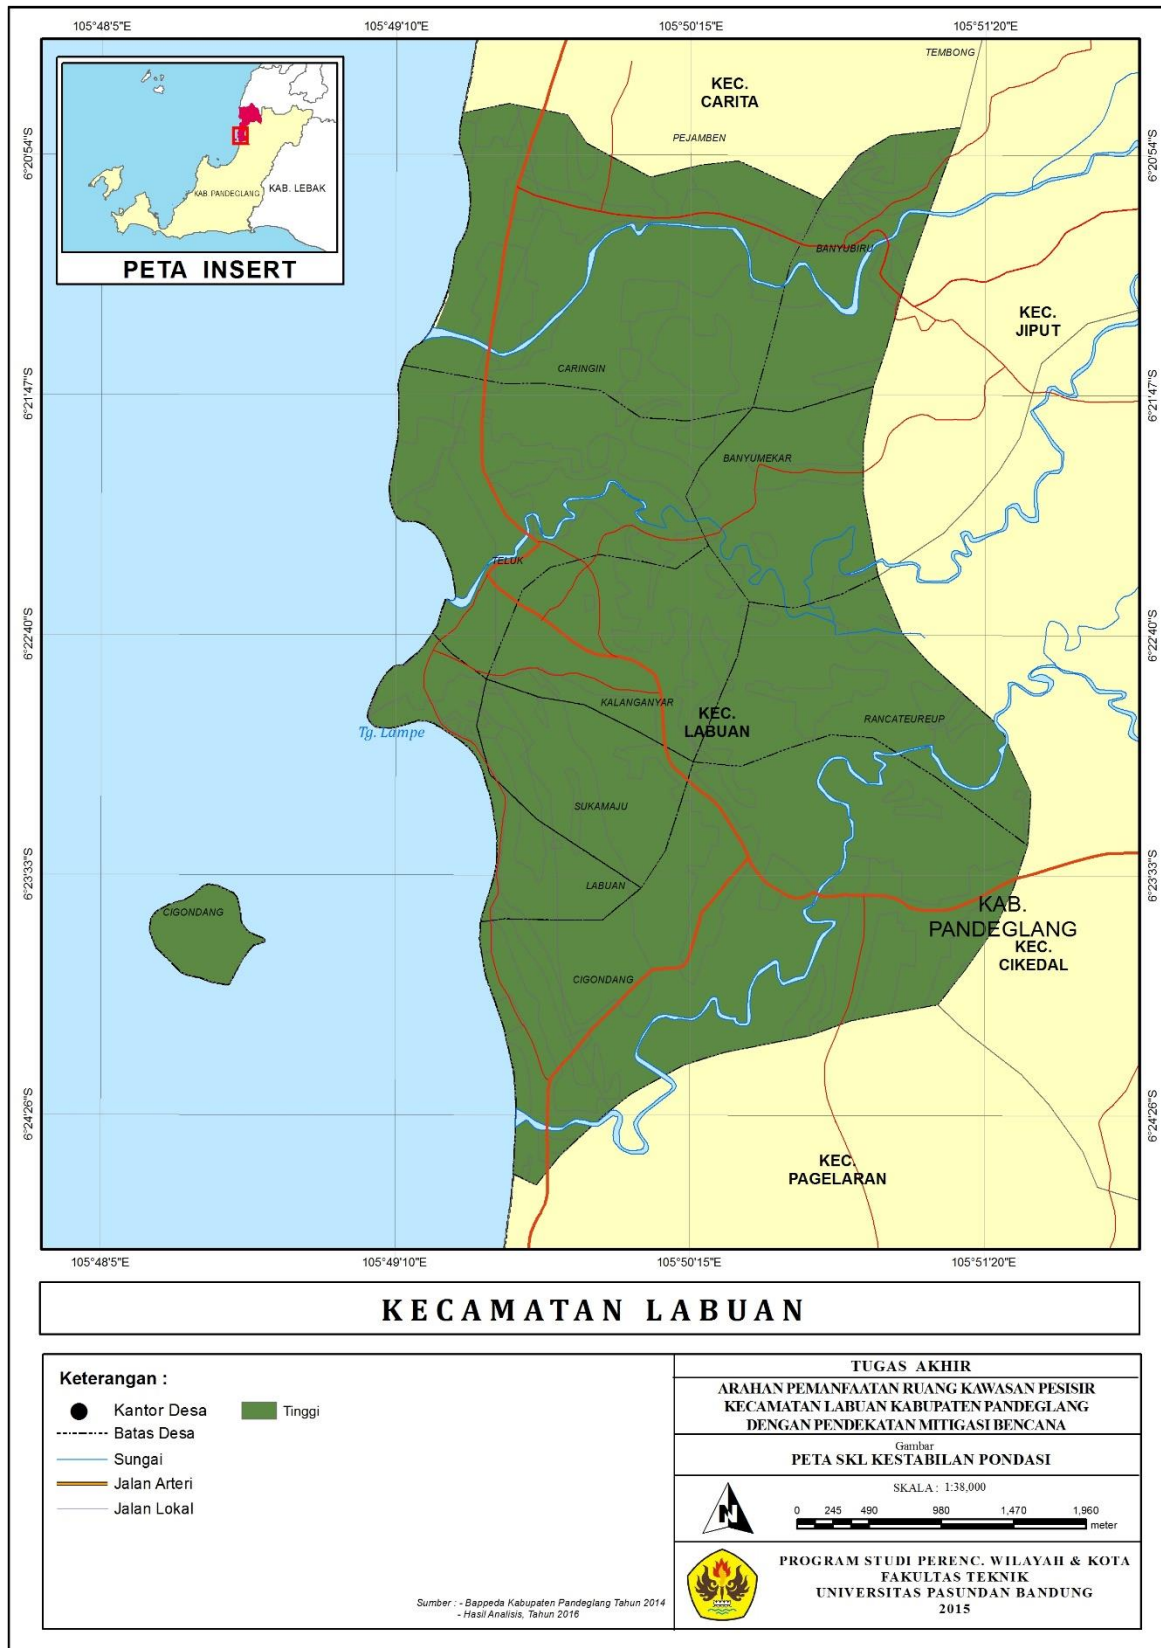 105°48'5"E
105°49'10"E
105°50'15"E
105°51'20"E
TEMBONG
KEC.
CARITA
PEJAMBEN
6°20'54"S
6°20'54"S
KAB. PANDEGLANG
KAB. LEBAK
PETA INSERT
BANYUBIRU
KEC.
JIPUT
CARINGIN
6°21'47"S
6°21'47"S
BANYUMEKAR
TELUK
6°22'40"S
6°22'40"S
KALANGANYAR
KEC.
LABUAN
RANCATEUREUP
Tg. Lampe
SUKAMAJU
LABUAN
6°23'33"S
6°23'33"S
CIGONDANG
KAB.
PANDEGLANG
KEC.
CIKEDAL
CIGONDANG
6°24'26"S
6°24'26"S
KEC.
PAGELARAN
105°48'5"E
105°49'10"E
105°50'15"E
105°51'20"E
KECAMATAN LABUAN
Keterangan :
Kantor Desa
Tinggi
Batas Desa
Sungai
Jalan Arteri
Jalan Lokal
Sumber : - Bappeda Kabupaten Pandeglang Tahun 2014
- Hasil Analisis, Tahun 2016
TUGAS AKHIR
ARAHAN PEMANFAATAN RUANG KAWASAN PESISIR
KECAMATAN LABUAN KABUPATEN PANDEGLANG
DENGAN PENDEKATAN MITIGASI BENCANA
Gambar
PETA SKL KESTABILAN PONDASI
SKALA : 1:38,000
N
0 245 490 980 1,470 1,960
meter
PROGRAM STUDI PERENC. WILAYAH & KOTA
FAKULTAS TEKNIK
UNIVERSITAS PASUNDAN BANDUNG
2015